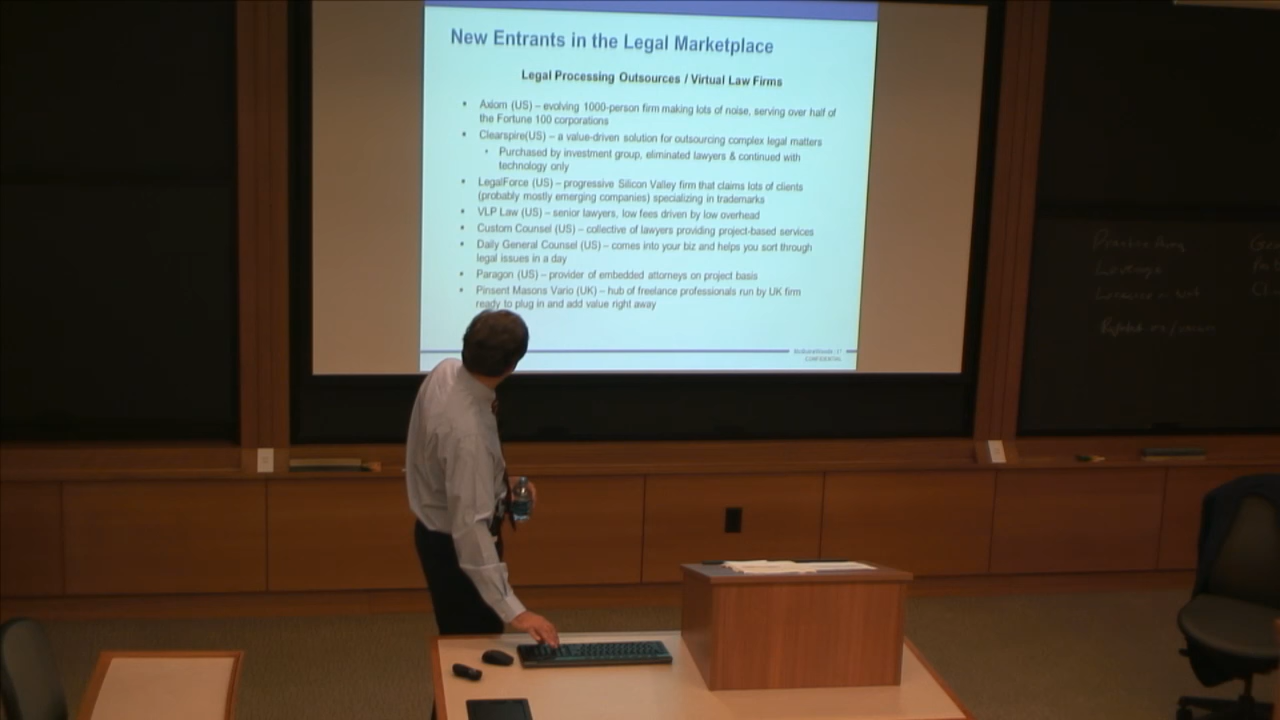 New Entrants in the Legal Marketplace
Legal Processing Outsources / Virtual Law Firms
• Axiom (US) – evolving 1000-person firm making lots of noise, serving over half of
the Fortune 100 corporations
• Clearspire(US) – a value-driven solution for outsourcing complex legal matters
• Purchased by investment group, eliminated lawyers & continued with
technology only
• LegalForce (US) – progressive Silicon Valley firm that claims lots of clients
(probably mostly emerging companies) specializing in trademarks
• VLP Law (US) – senior lawyers, low fees driven by low overhead
• Custom Counsel (US) – collective of lawyers providing project-based services
• Daily General Counsel (US) – comes into your biz and helps you sort through
legal issues in a day
• Paragon (US) – provider of embedded attorneys on project basis
• Pinsent Masons Vario (UK) – hub of freelance professionals run by UK firm
ready to plug in and add value right away
CONFIDENTIAL
Leverage